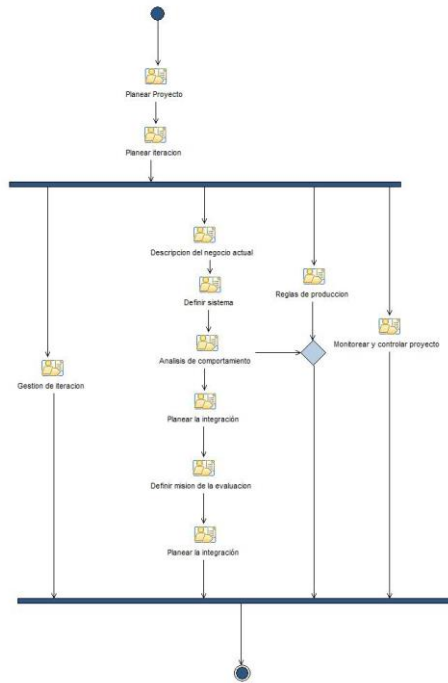 Planear Proyecto
Planear iteracion
Descripcion del negocio actual
Definir sistema
Reglas de produccion
Analisis de comportamiento
Monitorear y controlar proyecto
Gestion de iteracion
Planear la integración
Definir mision de la evaluacion
Planear la integración